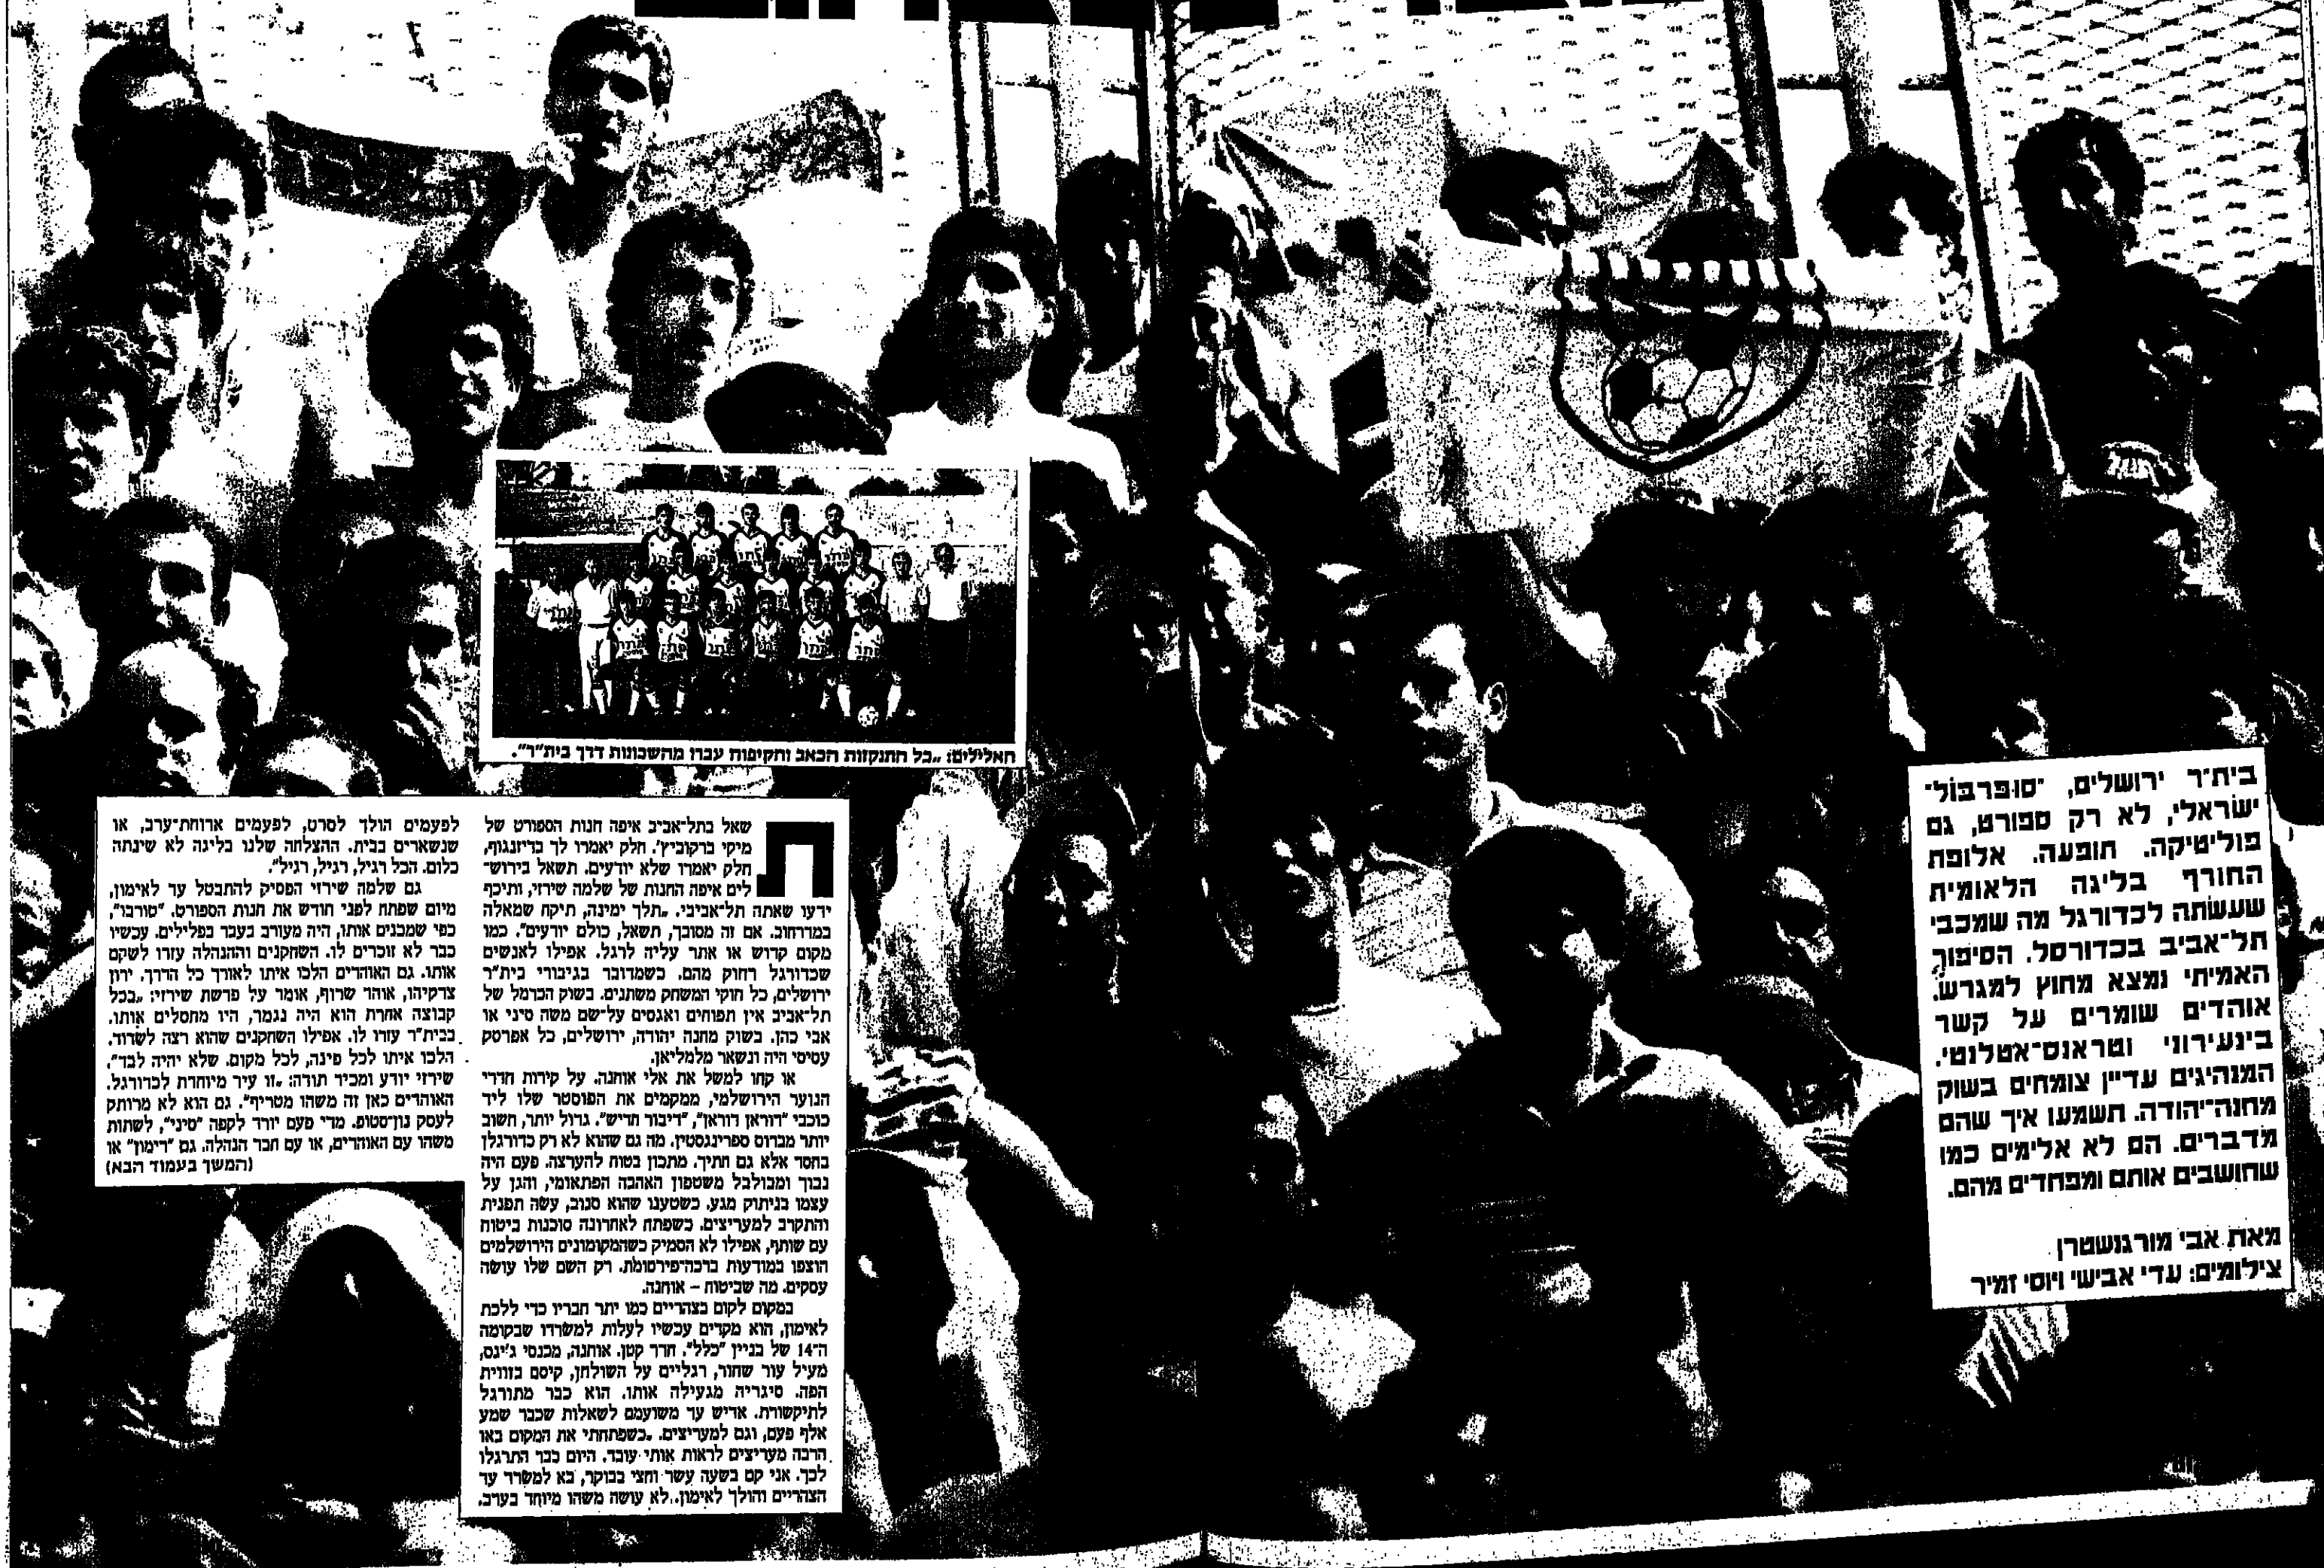 בית״ר ירושלים, ״סופרבול״
ישראלי, לא רק ספורט, גם
פוליטיקה. תופעה. אלופת
החורף בליגה הלאומית
שעשתה לכדורגל מה שמכבי
תל־אביב בכדורסל. הסיפור
האמיתי נמצא מחוץ למגרש.
אוהדים שומרים על קשר
בינעירוני וטראנס־אטלנטי.
המנהיגים עדיין צומחים בשוק
מחנה־יהודה. תשמעו איך שהם
מדברים. הם לא אלימים כמו
שחושבים אותם ומפחדים מהם.
מאת אבי מורגנשטרן
צילומים: עדי אבישי ויוסי זמיר
חאלילים: „כל התנקזות הכאב והקיפוח עברו מהשכונות דרך בית״ר״.
תשאל בתל־אביב איפה חנות הספורט של
מיקי ברקוביץ׳. חלק יאמרו לך בדיזנגוף,
חלק יאמרו שלא יודעים. תשאל בירוש־
לים איפה החנות של שלמה שירזי, ותיכף
ידעו שאתה תל־אביבי. „תלך ימינה, תיקח שמאלה
במדרחוב. אם זה מסובך, תשאל, כולם יודעים״. כמו
מקום קדוש או אתר עליה לרגל. אפילו לאנשים
שכדורגל רחוק מהם. כשמדובר בגיבורי בית״ר
ירושלים, כל חוקי המשחק משתנים. בשוק הכרמל של
תל־אביב אין תפוחים ואגסים על־שם משה סיני או
אבי כהן. בשוק מחנה יהודה, ירושלים, כל אפרסק
עסיסי היה ונשאר מלמליאן.
או קחו למשל את אלי אוחנה. על קירות חדרי
הנוער הירושלמי, ממקמים את הפוסטר שלו ליד
כוכבי ״דוראן דוראן״, ״דיבור חדיש״. גדול יותר, חשוב
יותר מברוס ספרינגסטין. מה גם שהוא לא רק כדורגלן
בחסד אלא גם חתיך. מתכון בטוח להערצה. פעם היה
נבוך ומבולבל משטפון האהבה הפתאומי, והגן על
עצמו בניתוק מגע. כשטענו שהוא סנוב, עשה תפנית
והתקרב למעריצים. כשפתח לאחרונה סוכנות ביטוח
עם שותף, אפילו לא הסמיק כשהמקומונים הירושלמים
הוצפו במודעות ברכה־פירסומת. רק השם שלו עושה
עסקים. מה שביטוח – אוחנה.
במקום לקום בצהריים כמו יתר חבריו כדי ללכת
לאימון, הוא מקדים עכשיו לעלות למשרדו שבקומה
ה־14 של בניין ״כלל״. חדר קטן. אוחנה, מכנסי ג׳ינס,
מעיל עור שחור, רגליים על השולחן, קיסם בזווית
הפה. סיגריה מגעילה אותו. הוא כבר מתורגל
לתיקשורת. אדיש עד משועמם לשאלות שכבר שמע
אלף פעם, וגם למעריצים. „כשפתחתי את המקום באו
הרבה מעריצים לראות אותי עובד. היום כבר התרגלו
לכך. אני קם בשעה עשר וחצי בבוקר, בא למשרד עד
הצהריים והולך לאימון. לא עושה משהו מיוחד בערב.
לפעמים הולך לסרט, לפעמים ארוחת־ערב, או
שנשארים בבית. ההצלחה שלנו בליגה לא שינתה
כלום. הכל רגיל, רגיל, רגיל״.
גם שלמה שירזי הפסיק להתבטל עד לאימון,
מיום שפתח לפני חודש את חנות הספורט. ״טורבו״,
כפי שמכנים אותו, היה מעורב בעבר בפלילים. עכשיו
כבר לא זוכרים לו. השחקנים וההנהלה עזרו לשקם
אותו. גם האוהדים הלכו איתו לאורך כל הדרך. ירון
צדקיהו, אוהד שרוף, אומר על פרשת שירזי: „בכל
קבוצה אחרת הוא היה נגמר, היו מחסלים אותו.
בבית״ר עזרו לו. אפילו השחקנים שהוא רצה לשדוד.
הלכו איתו לכל פינה, לכל מקום. שלא יהיה לבד״.
שירזי יודע ומכיר תודה: „זו עיר מיוחדת לכדורגל.
האוהדים כאן זה משהו מטריף״. גם הוא לא מרותק
לעסק נון־סטופ. מדי פעם יורד לקפה ״סיני״, לשתות
משהו עם האוהדים, או עם חבר הנהלה. גם ״דימון״ או
(המשך בעמוד הבא)